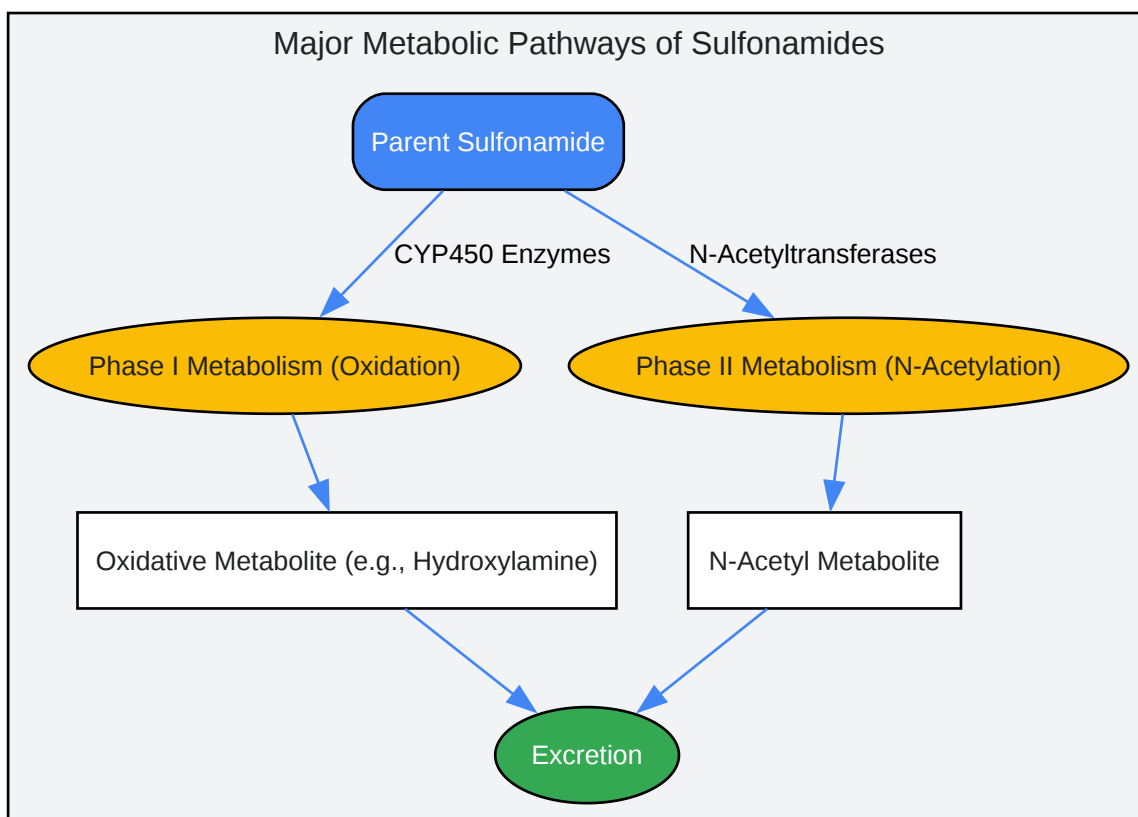 Major Metabolic Pathways of Sulfonamides
Parent Sulfonamide
CYP450 Enzymes
N-Acetyltransferases
Phase I Metabolism (Oxidation)
Phase II Metabolism (N-Acetylation)
Oxidative Metabolite (e.g., Hydroxylamine)
N-Acetyl Metabolite
Excretion